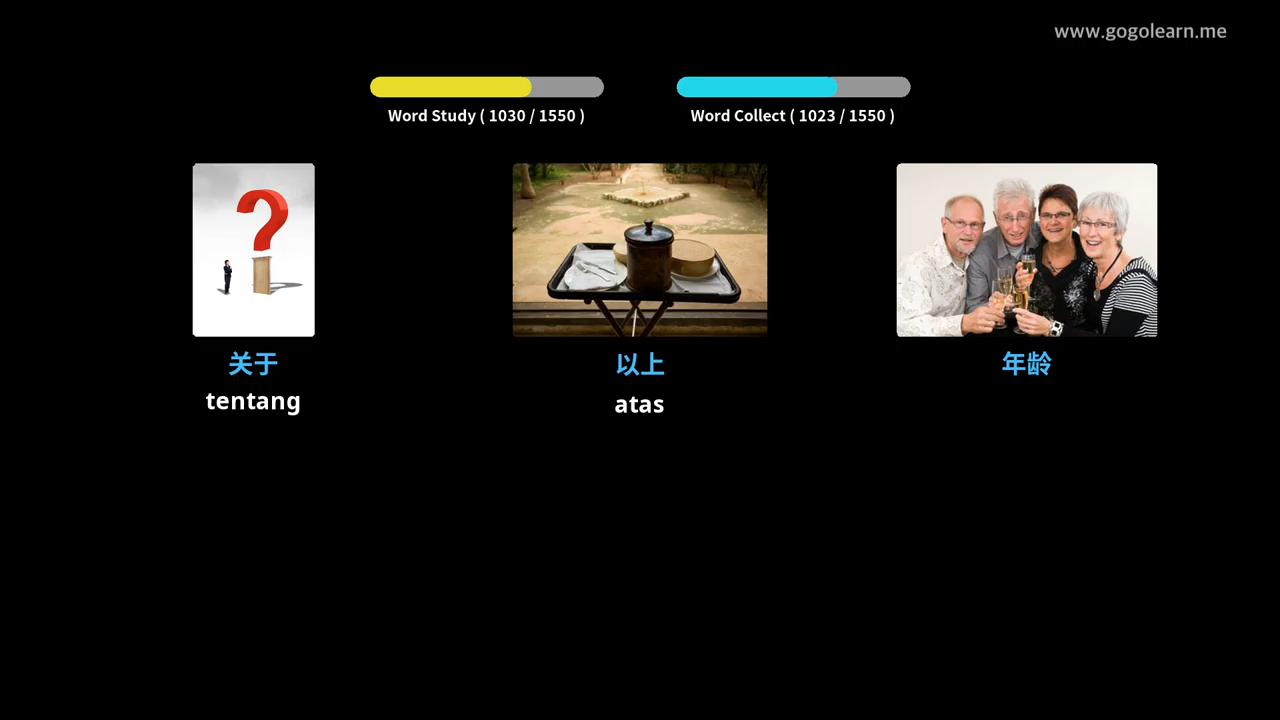 www.gogolearn.me
Word Study ( 1030 / 1550 )
Word Collect ( 1023 / 1550 )
关于
tentang
以上
atas
年龄